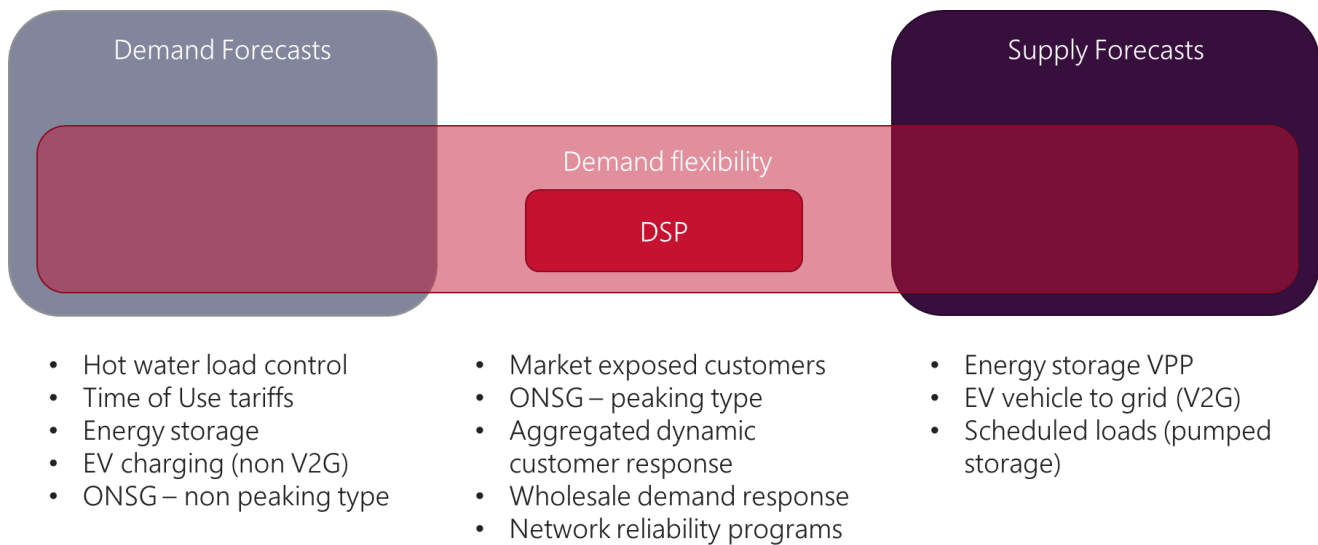 Demand Forecasts
Supply Forecasts
Demand flexibility
DSP
• Hot water load control
• Time of Use tariffs
• Energy storage
• EV charging (non V2G)
• ONSG – non peaking type
• Market exposed customers
• ONSG – peaking type
• Aggregated dynamic
customer response
• Wholesale demand response
• Network reliability programs
• Energy storage VPP
• EV vehicle to grid (V2G)
• Scheduled loads (pumped
storage)